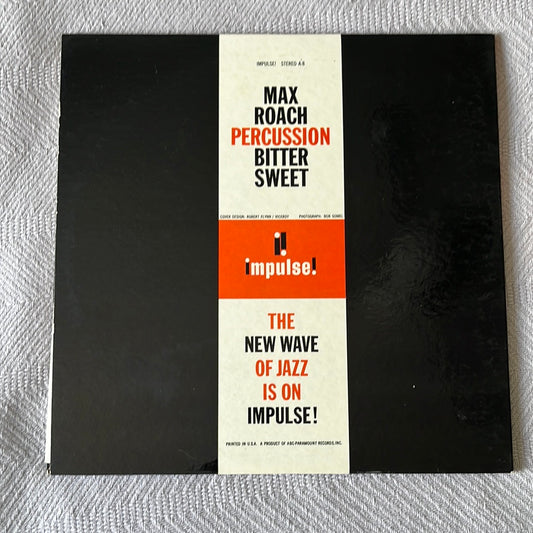 IMPULSE! STEREO A-8
MAX
ROACH
PERCUSSION
BITTER
SWEET
COVER DESIGN: ROBERT FLYNN / VICEROY PHOTOGRAPH: BOB GOMEL
i!
impulse!
THE
NEW WAVE
OF JAZZ
IS ON
IMPULSE!
PRINTED IN U.S.A. A PRODUCT OF ABC-PARAMOUNT RECORDS, INC.